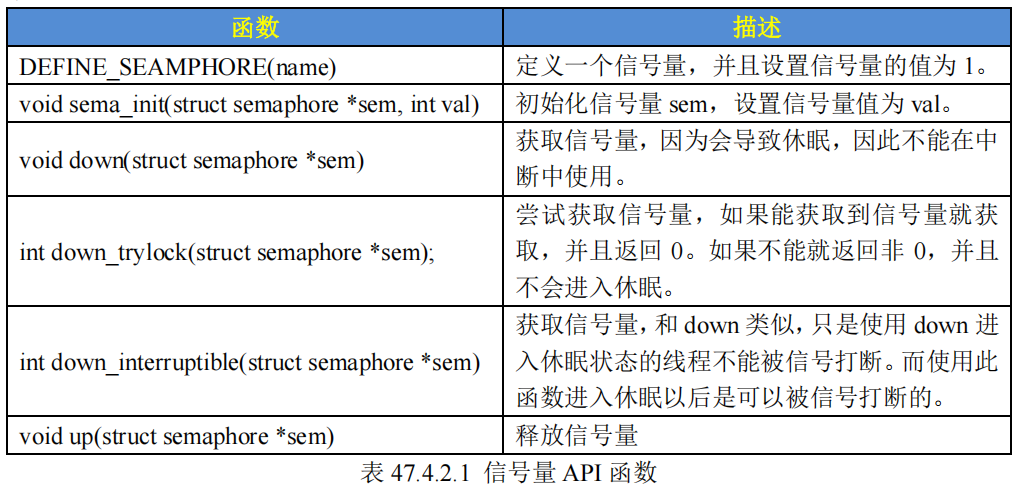 函数 描述
DEFINE_SEAMPHORE(name) 定义一个信号量，并且设置信号量的值为 1。
void sema_init(struct semaphore *sem, int val) 初始化信号量 sem，设置信号量值为 val。
void down(struct semaphore *sem) 获取信号量，因为会导致休眠，因此不能在中
断中使用。
int down_trylock(struct semaphore *sem); 尝试获取信号量，如果能获取到信号量就获
取，并且返回 0。如果不能就返回非 0，并且
不会进入休眠。
int down_interruptible(struct semaphore *sem) 获取信号量，和 down 类似，只是使用 down 进
入休眠状态的线程不能被信号打断。而使用此
函数进入休眠以后是可以被信号打断的。
void up(struct semaphore *sem) 释放信号量
表 47.4.2.1 信号量 API 函数